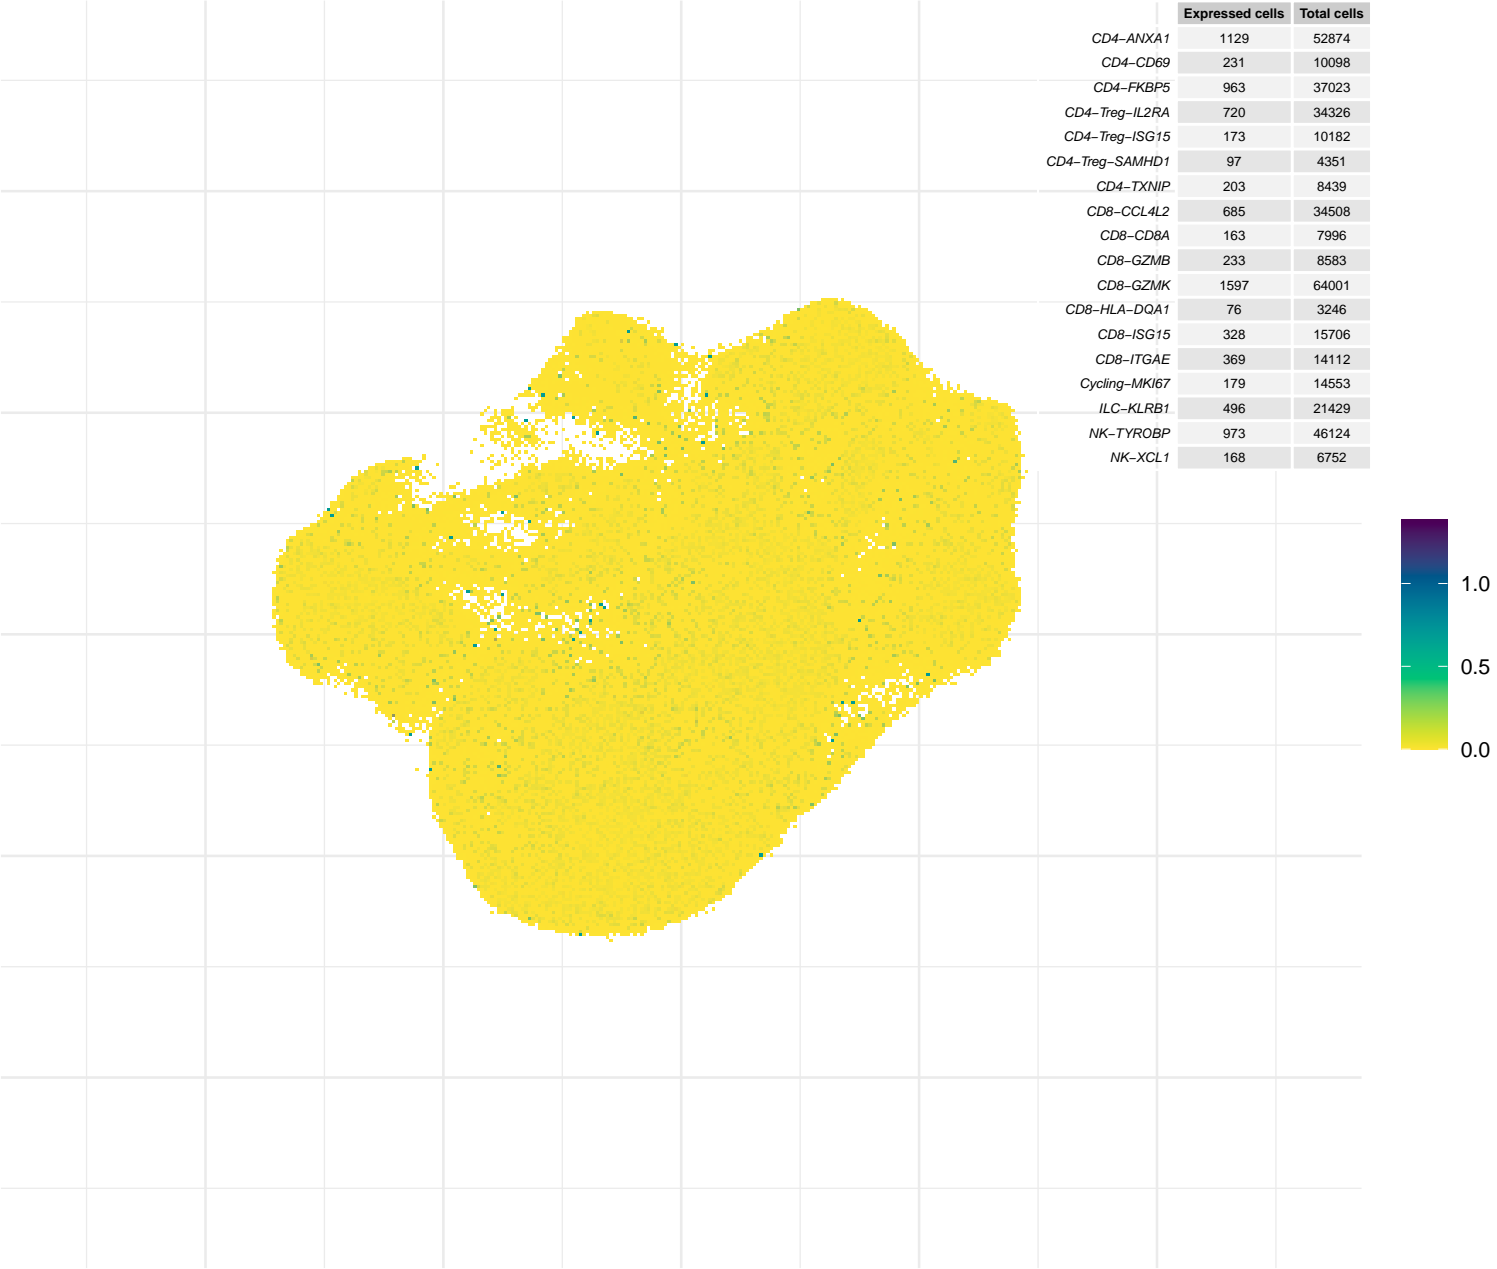 Expressed cells Total cells
CD4−ANXA1 1129 52874
CD4−CD69 231 10098
CD4−FKBP5 963 37023
CD4−Treg−IL2RA 720 34326
CD4−Treg−ISG15 173 10182
CD4−Treg−SAMHD1 97 4351
CD4−TXNIP 203 8439
CD8−CCL4L2 685 34508
CD8−CD8A 163 7996
CD8−GZMB 233 8583
CD8−GZMK 1597 64001
CD8−HLA−DQA1 76 3246
CD8−ISG15 328 15706
CD8−ITGAE 369 14112
Cycling−MKI67 179 14553
ILC−KLRB1 496 21429
NK−TYROBP 973 46124
NK−XCL1 168 6752
1.0
0.5
0.0